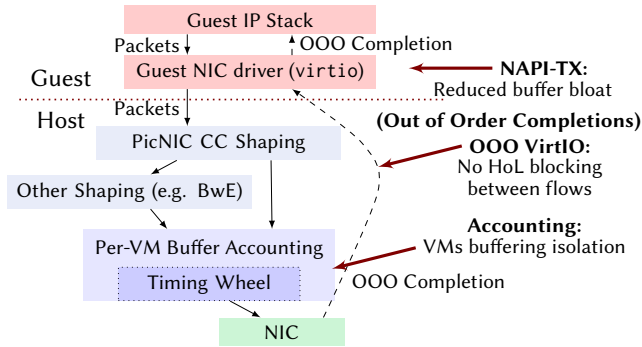 Guest IP Stack
Packets
OOO Completion
Guest NIC driver (virtio)
NAPI-TX:
Reduced buffer bloat
Guest
Host
Packets
(Out of Order Completions)
PicNIC CC Shaping
OOO VirtIO:
No HoL blocking
between flows
Other Shaping (e.g. BwE)
Accounting:
VMs buffering isolation
Per-VM Buffer Accounting
Timing Wheel
OOO Completion
NIC